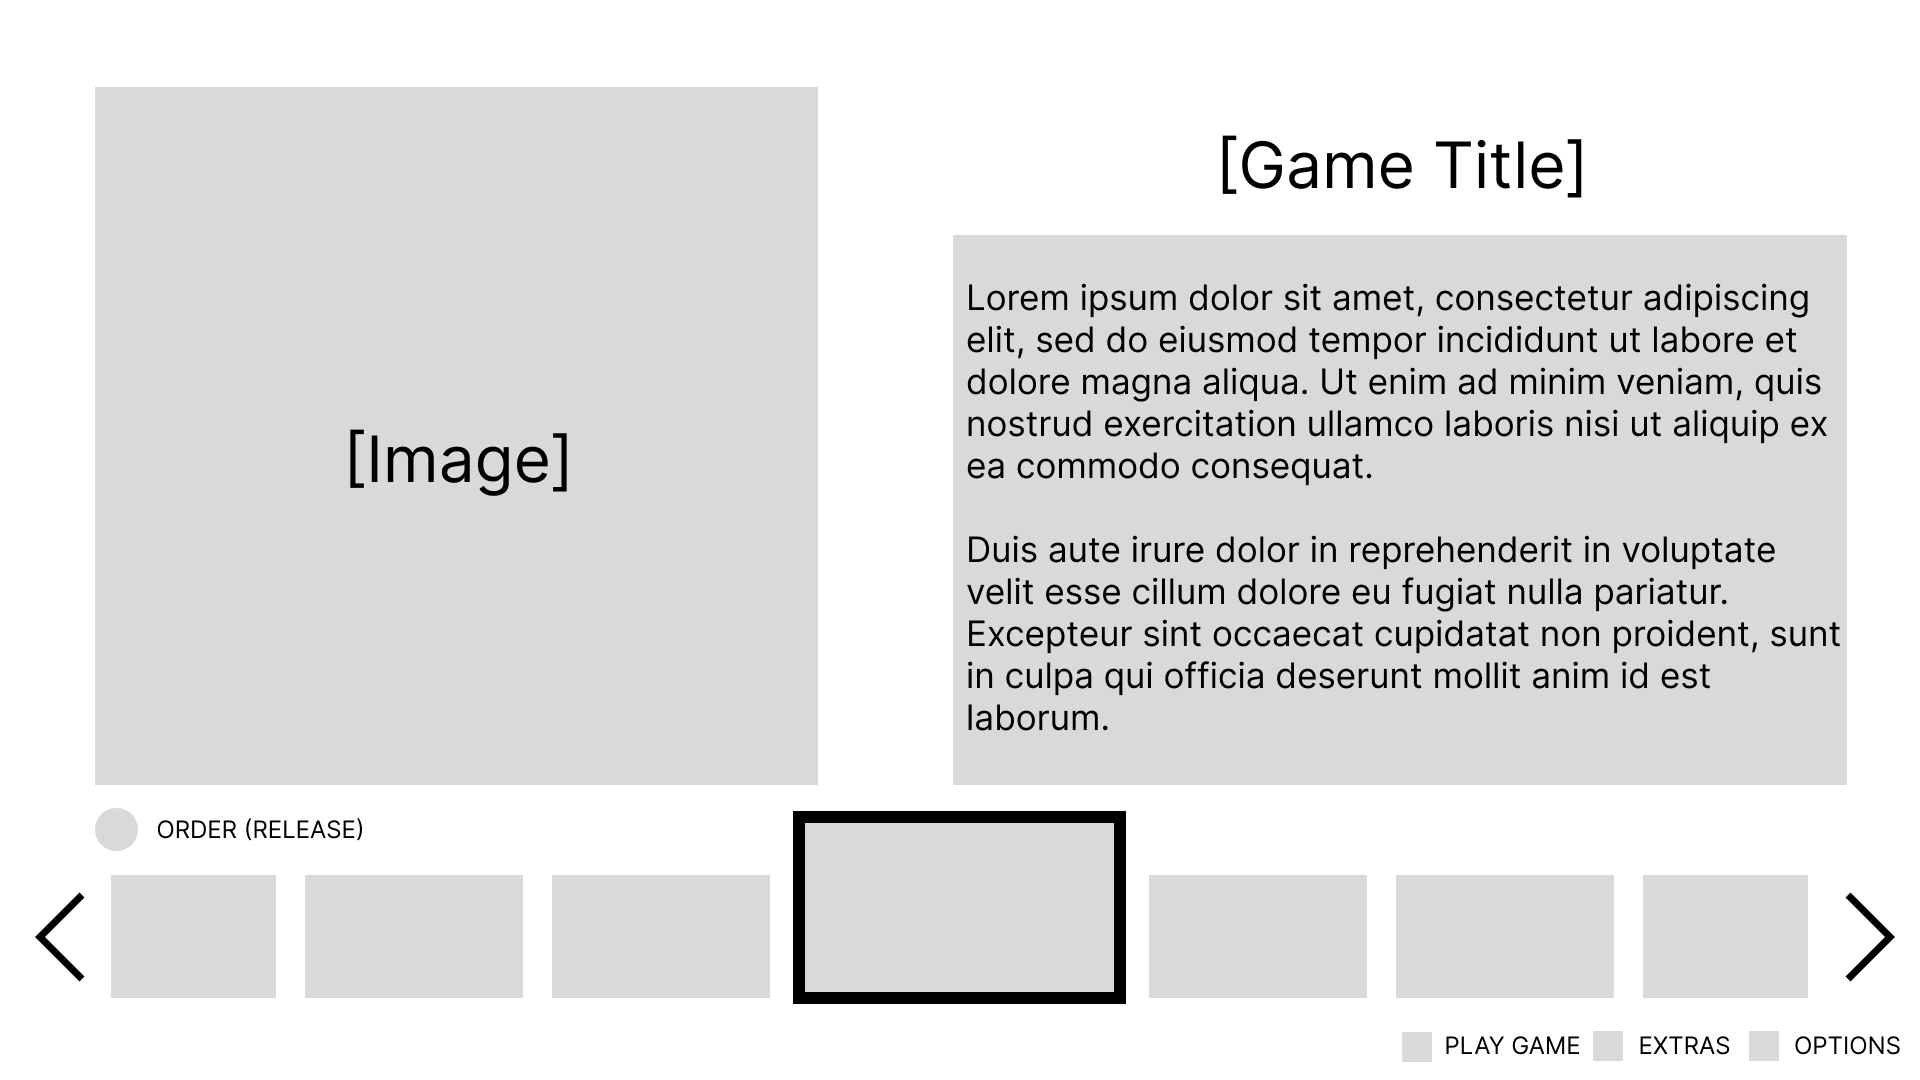 [Game Title]
[Image]
Lorem ipsum dolor sit amet, consectetur adipiscing
elit, sed do eiusmod tempor incididunt ut labore et
dolore magna aliqua. Ut enim ad minim veniam, quis
nostrud exercitation ullamco laboris nisi ut aliquip ex
ea commodo consequat.
Duis aute irure dolor in reprehenderit in voluptate
velit esse cillum dolore eu fugiat nulla pariatur.
Excepteur sint occaecat cupidatat non proident, sunt
in culpa qui officia deserunt mollit anim id est
laborum.
ORDER (RELEASE)
PLAY GAME
EXTRAS
OPTIONS